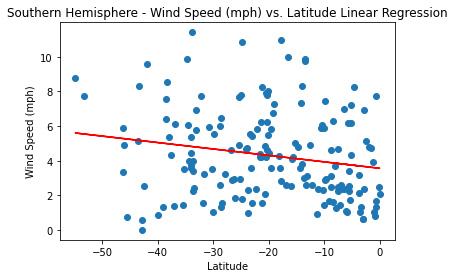 Southern Hemisphere - Wind Speed (mph) vs. Latitude Linear Regression
Wind Speed (mph)
10
8
6
4
2
0
−50 −40 −30 −20 −10 0
Latitude